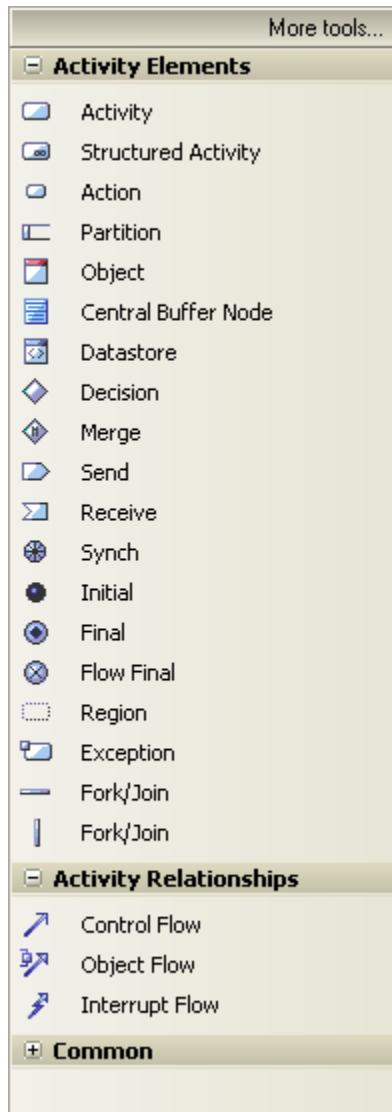 More tools...
Activity Elements
Activity
Structured Activity
Action
Partition
Object
Central Buffer Node
Datastore
Decision
Merge
Send
Receive
Synch
Initial
Final
Flow Final
Region
Exception
Fork/Join
Fork/Join
Activity Relationships
Control Flow
Object Flow
Interrupt Flow
Common